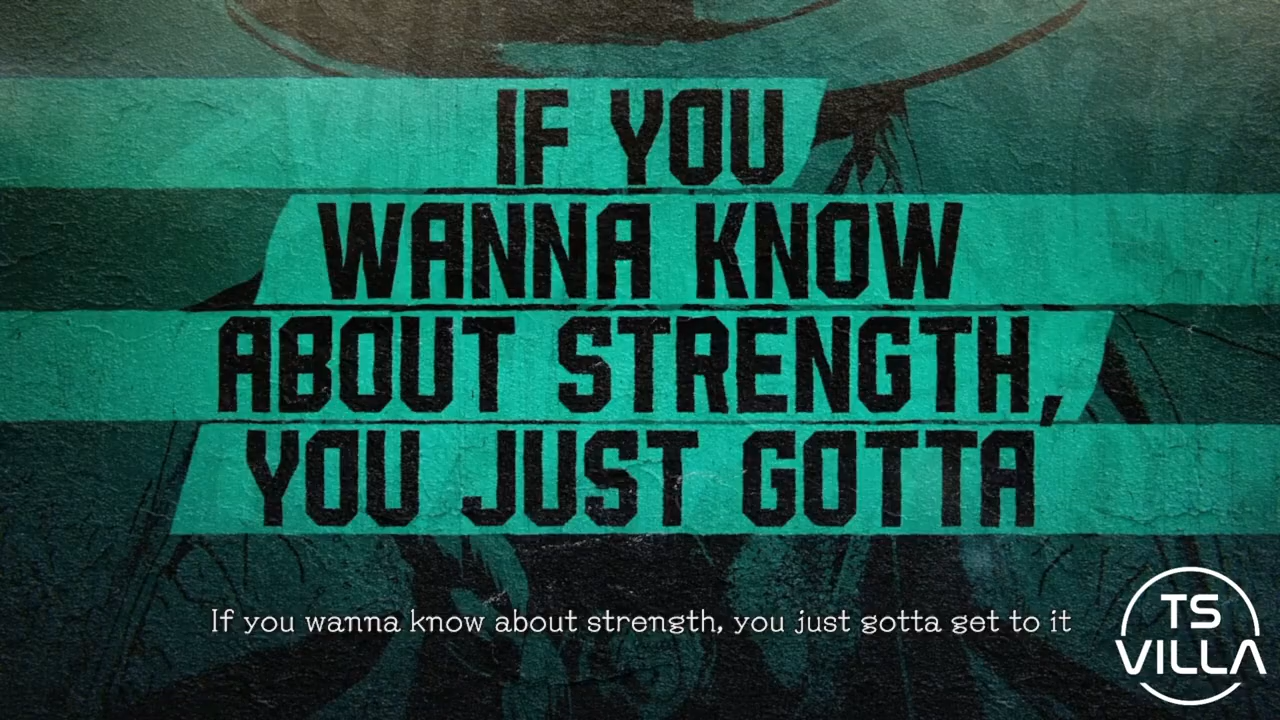 IF YOU
WANNA KNOW
ABOUT STRENGTH,
YOU JUST GOTTA
If you wanna know about strength, you just gotta get to it
TS
VILLA